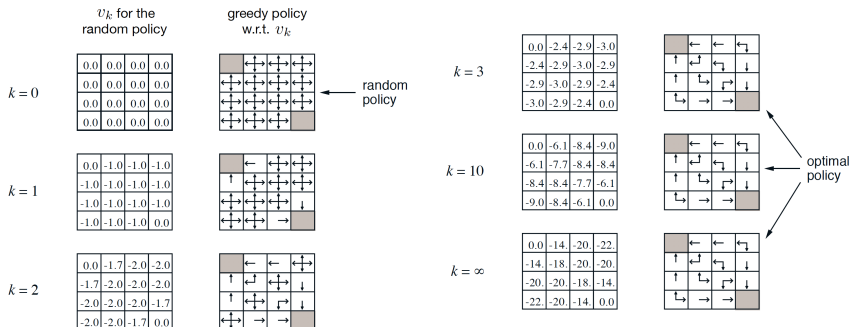 vk for the
random policy
greedy policy
w.r.t. vk
k = 0
0.0 0.0 0.0 0.0
0.0 0.0 0.0 0.0
0.0 0.0 0.0 0.0
0.0 0.0 0.0 0.0
random
policy
k = 1
0.0 -1.0 -1.0 -1.0
-1.0 -1.0 -1.0 -1.0
-1.0 -1.0 -1.0 -1.0
-1.0 -1.0 -1.0 0.0
k = 2
0.0 -1.7 -2.0 -2.0
-1.7 -2.0 -2.0 -2.0
-2.0 -2.0 -2.0 -1.7
-2.0 -2.0 -1.7 0.0
k = 3
0.0 -2.4 -2.9 -3.0
-2.4 -2.9 -3.0 -2.9
-2.9 -3.0 -2.9 -2.4
-3.0 -2.9 -2.4 0.0
k = 10
0.0 -6.1 -8.4 -9.0
-6.1 -7.7 -8.4 -8.4
-8.4 -8.4 -7.7 -6.1
-9.0 -8.4 -6.1 0.0
optimal
policy
k = ∞
0.0 -14. -20. -22.
-14. -18. -20. -20.
-20. -20. -18. -14.
-22. -20. -14. 0.0